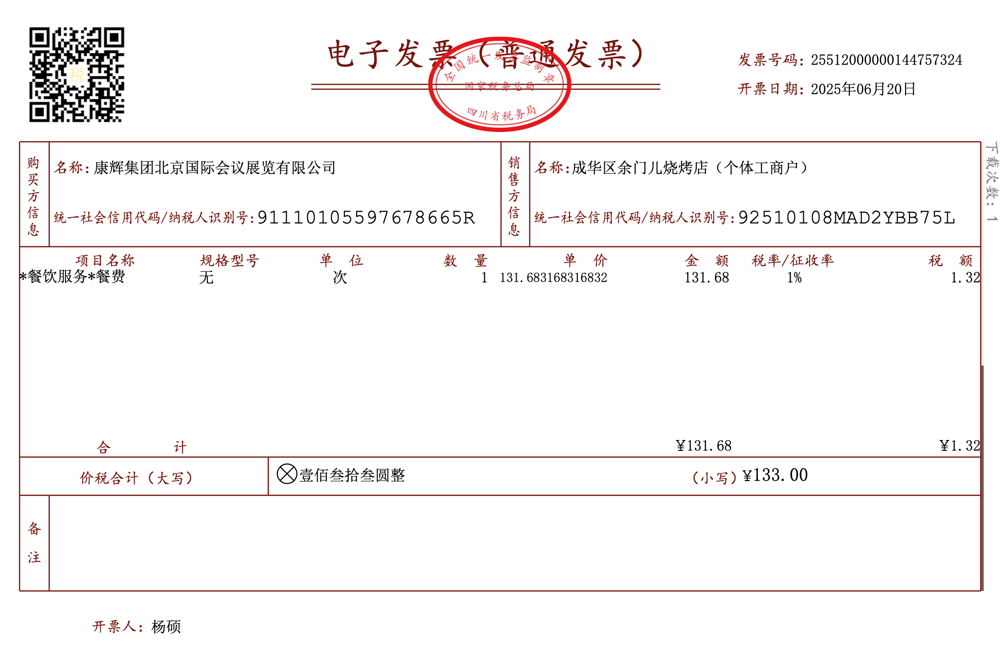 税
电子发票（普通发票）
全国统一发票监制章
国家税务总局
四川省税务局
发票号码：25512000000144757324
开票日期：2025年06月20日
下载次数：1
购买方信息
名称：康辉集团北京国际会议展览有限公司
统一社会信用代码/纳税人识别号：91110105597678665R
销售方信息
名称：成华区余门儿烧烤店（个体工商户）
统一社会信用代码/纳税人识别号：92510108MAD2YBB75L
项目名称 规格型号 单位 数量 单价 金额 税率/征收率 税额
*餐饮服务*餐费 无 次 1 131.683168316832 131.68 1% 1.32
合计 ¥131.68 ¥1.32
价税合计（大写） ⊗壹佰叁拾叁圆整 （小写）¥133.00
备注
开票人：杨硕